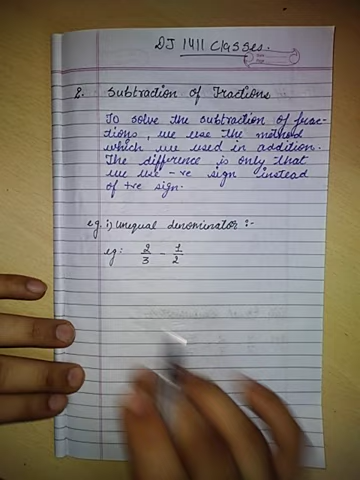 DJ 1411 Classes.
2. Subtraction of Fractions
To solve the subtraction of frac-
tions, we use the method
which we used in addition.
The difference is only that
we use -ve sign instead
of +ve sign.
eg. i) Unequal denominator :-
eg: 2/3 - 1/2